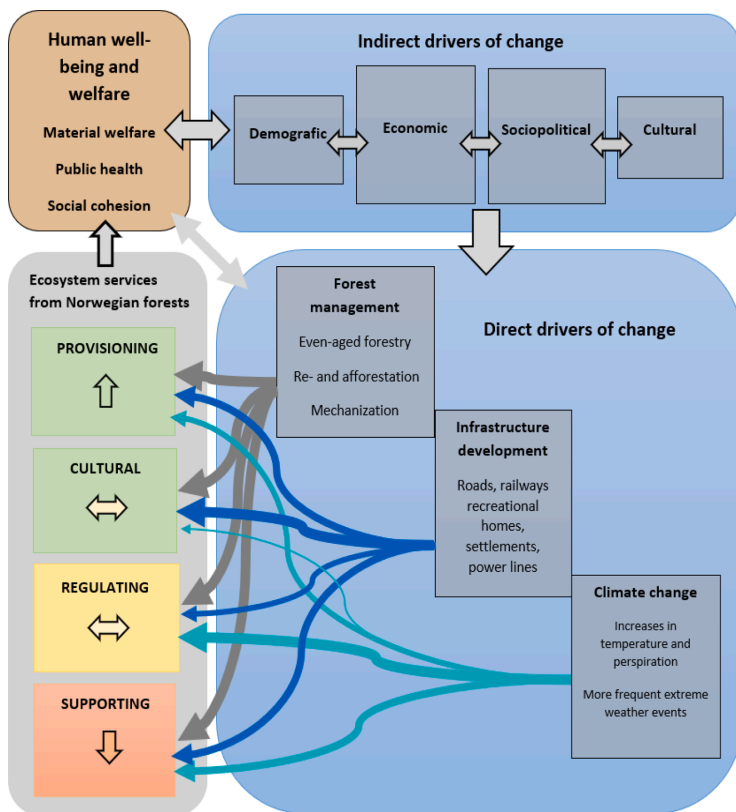 Human well-
being and
welfare
Material welfare
Public health
Social cohesion
Indirect drivers of change
Demografic
Economic
Sociopolitical
Cultural
Ecosystem services
from Norwegian forests
PROVISIONING
CULTURAL
REGULATING
SUPPORTING
Direct drivers of change
Forest
management
Even-aged forestry
Re- and afforestation
Mechanization
Infrastructure
development
Roads, railways
recreational
homes,
settlements,
power lines
Climate change
Increases in
temperature and
perspiration
More frequent extreme
weather events